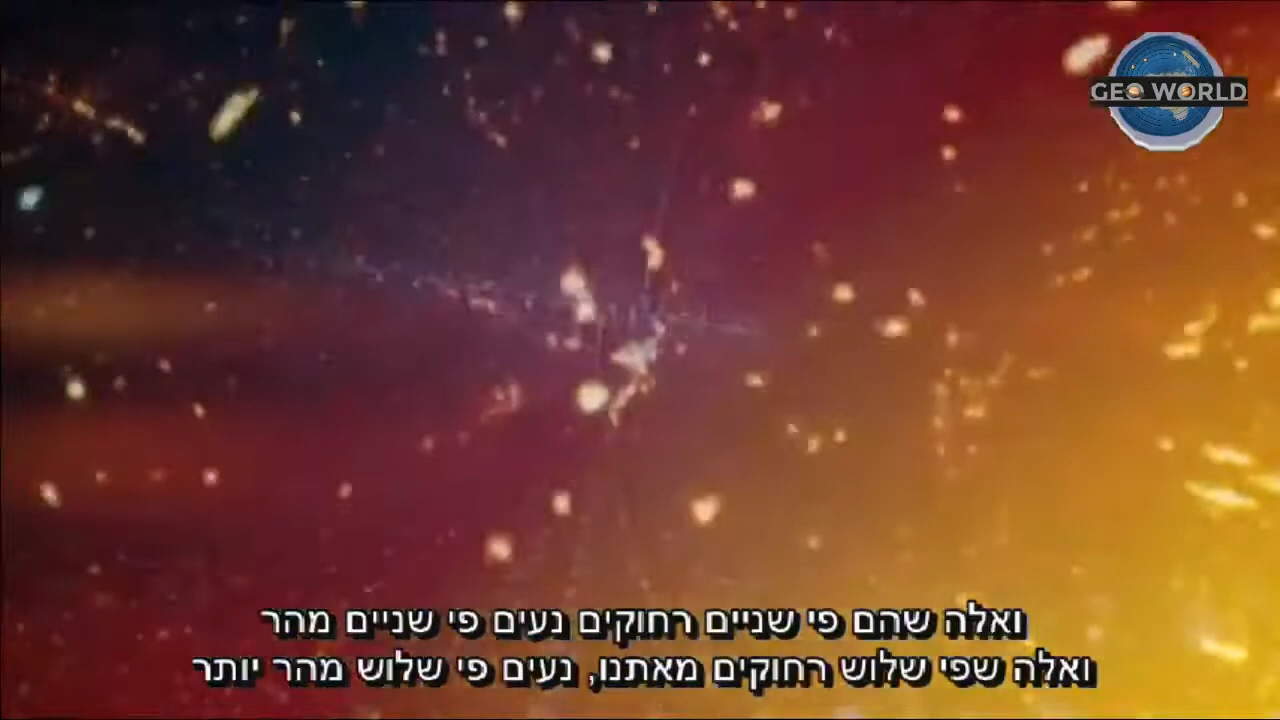 GEO WORLD
ואלה שהם פי שניים רחוקים נעים פי שניים מהר
ואלה שפי שלוש רחוקים מאתנו, נעים פי שלוש מהר יותר